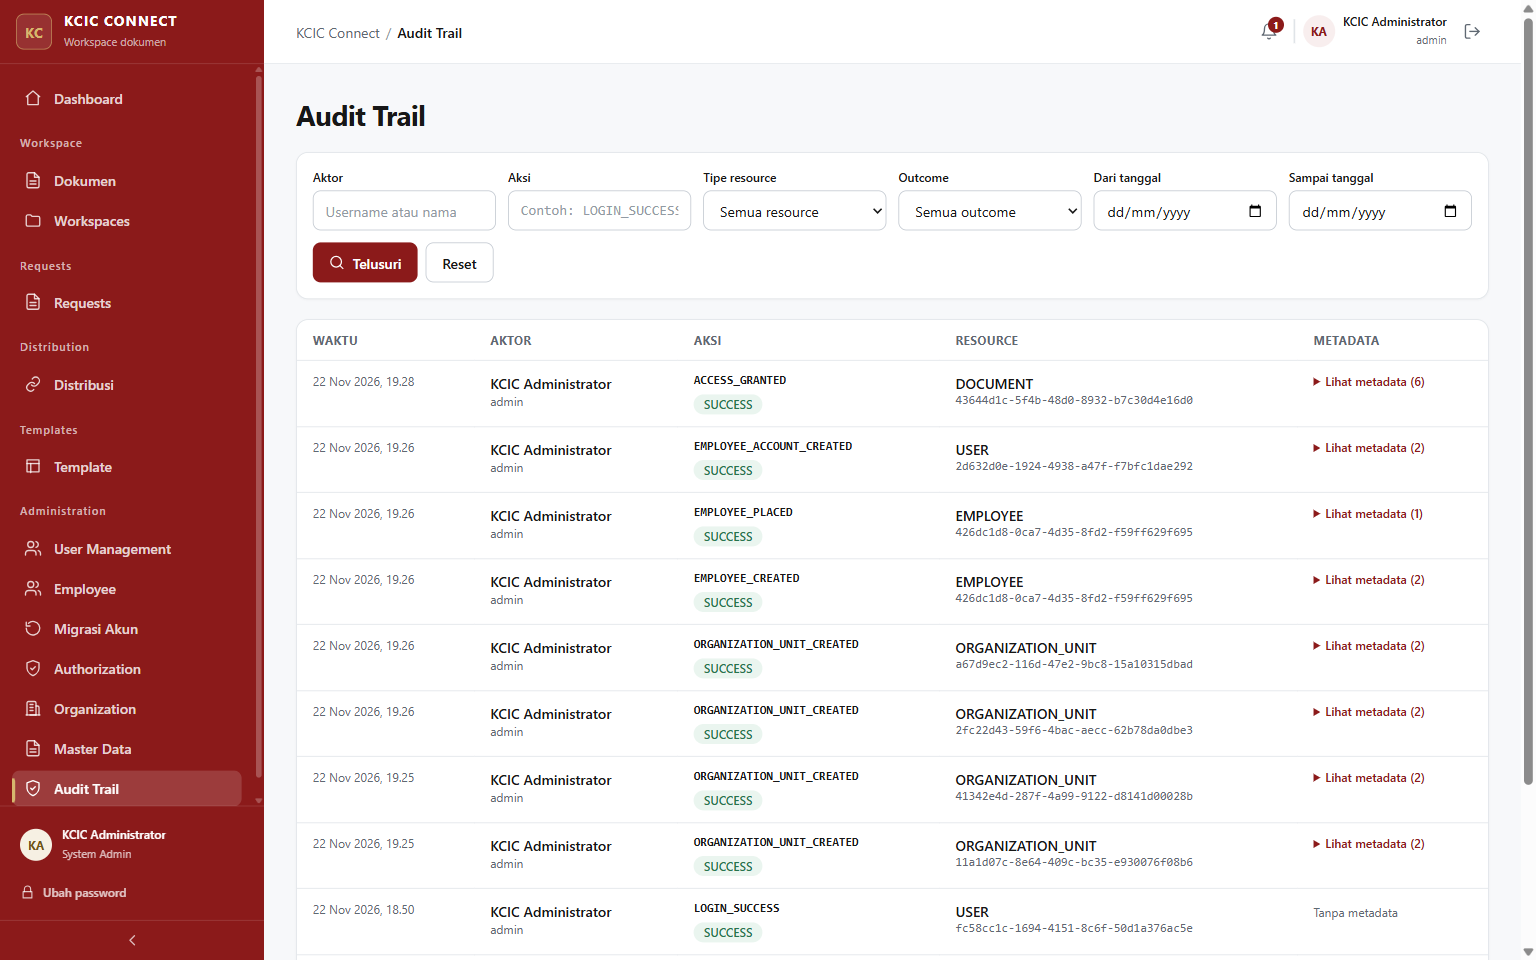 KC
KCIC CONNECT
Workspace dokumen
Dashboard
Workspace
Dokumen
Workspaces
Requests
Requests
Distribution
Distribusi
Templates
Template
Administration
User Management
Employee
Migrasi Akun
Authorization
Organization
Master Data
Audit Trail
KA
KCIC Administrator
System Admin
Ubah password
KCIC Connect / Audit Trail
1
KA
KCIC Administrator
admin
Audit Trail
Aktor
Aksi
Tipe resource
Outcome
Dari tanggal
Sampai tanggal
Username atau nama
Contoh: LOGIN_SUCCESS
Semua resource
Semua outcome
dd/mm/yyyy
dd/mm/yyyy
Telusuri
Reset
WAKTU AKTOR AKSI RESOURCE METADATA
22 Nov 2026, 19.28 KCIC Administrator ACCESS_GRANTED DOCUMENT Lihat metadata (6)
admin SUCCESS 43644d1c-5f4b-48d0-8932-b7c30d4e16d0
22 Nov 2026, 19.26 KCIC Administrator EMPLOYEE_ACCOUNT_CREATED USER Lihat metadata (2)
admin SUCCESS 2d632d0e-1924-4938-a47f-f7bfc1dae292
22 Nov 2026, 19.26 KCIC Administrator EMPLOYEE_PLACED EMPLOYEE Lihat metadata (1)
admin SUCCESS 426dc1d8-0ca7-4d35-8fd2-f59ff629f695
22 Nov 2026, 19.26 KCIC Administrator EMPLOYEE_CREATED EMPLOYEE Lihat metadata (2)
admin SUCCESS 426dc1d8-0ca7-4d35-8fd2-f59ff629f695
22 Nov 2026, 19.26 KCIC Administrator ORGANIZATION_UNIT_CREATED ORGANIZATION_UNIT Lihat metadata (2)
admin SUCCESS a67d9ec2-116d-47e2-9bc8-15a10315dbad
22 Nov 2026, 19.26 KCIC Administrator ORGANIZATION_UNIT_CREATED ORGANIZATION_UNIT Lihat metadata (2)
admin SUCCESS 2fc22d43-59f6-4bac-aecc-62b78da0dbe3
22 Nov 2026, 19.25 KCIC Administrator ORGANIZATION_UNIT_CREATED ORGANIZATION_UNIT Lihat metadata (2)
admin SUCCESS 41342e4d-287f-4a99-9122-d8141d00028b
22 Nov 2026, 19.25 KCIC Administrator ORGANIZATION_UNIT_CREATED ORGANIZATION_UNIT Lihat metadata (2)
admin SUCCESS 11a1d07c-8e64-409c-bc35-e930076f08b6
22 Nov 2026, 18.50 KCIC Administrator LOGIN_SUCCESS USER Tanpa metadata
admin SUCCESS fc58cc1c-1694-4151-8c6f-50d1a376ac5e